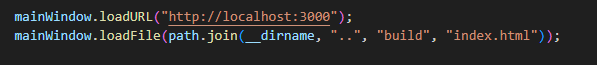 mainWindow.loadURL("http://localhost:3000");
mainWindow.loadFile(path.join(__dirname, "..", "build", "index.html"));